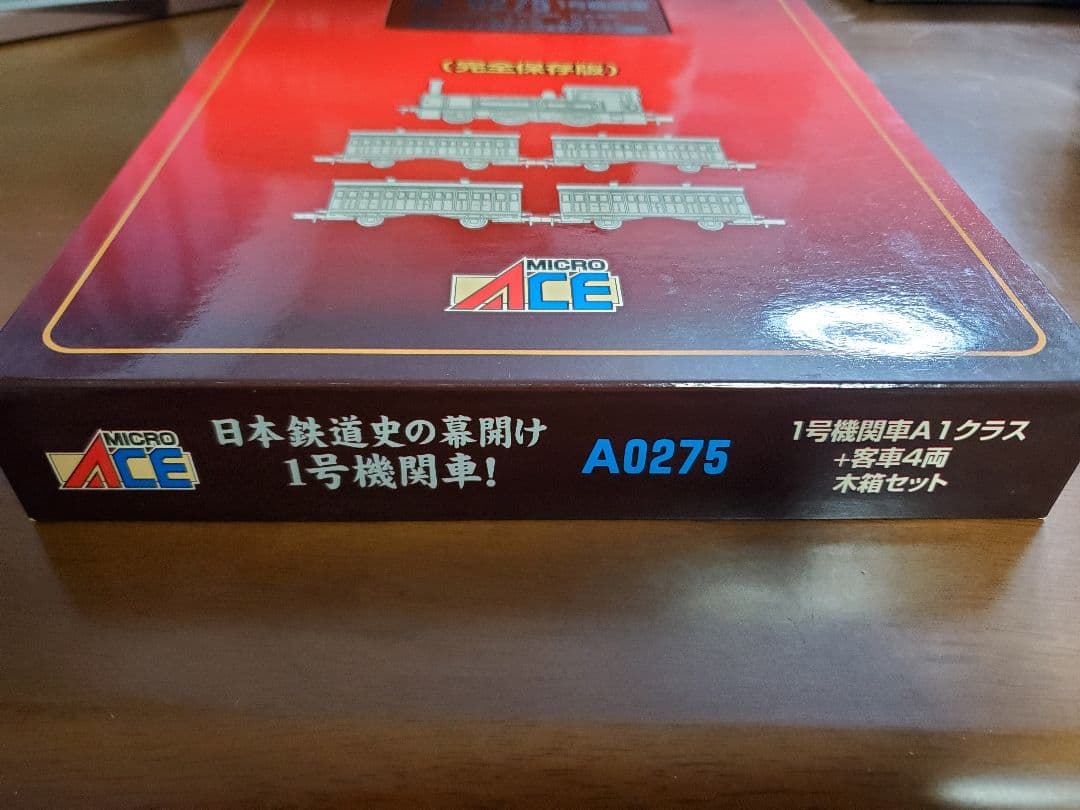 (完全保存版)
MICRO
ACE
MICRO
ACE
日本鉄道史の幕開け
1号機関車!
A0275
1号機関車A1クラス
+客車4両
木箱セット